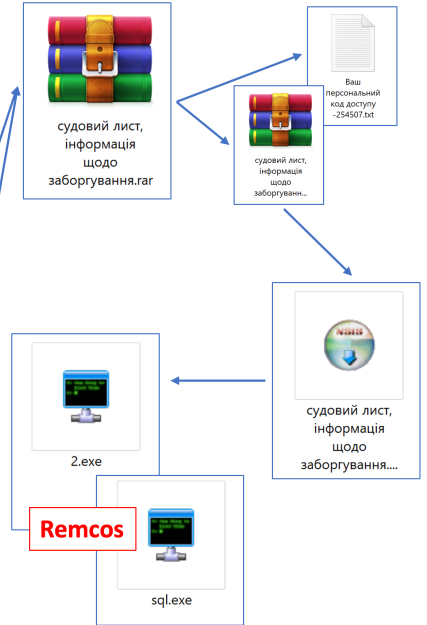 судовий лист,
інформація
щодо
заборгування.rar
Ваш
персональний
код доступу
-254507.txt
судовий лист,
інформація
щодо
заборгуванн...
NSIS
судовий лист,
інформація
щодо
заборгування....
2.exe
Remcos
sql.exe